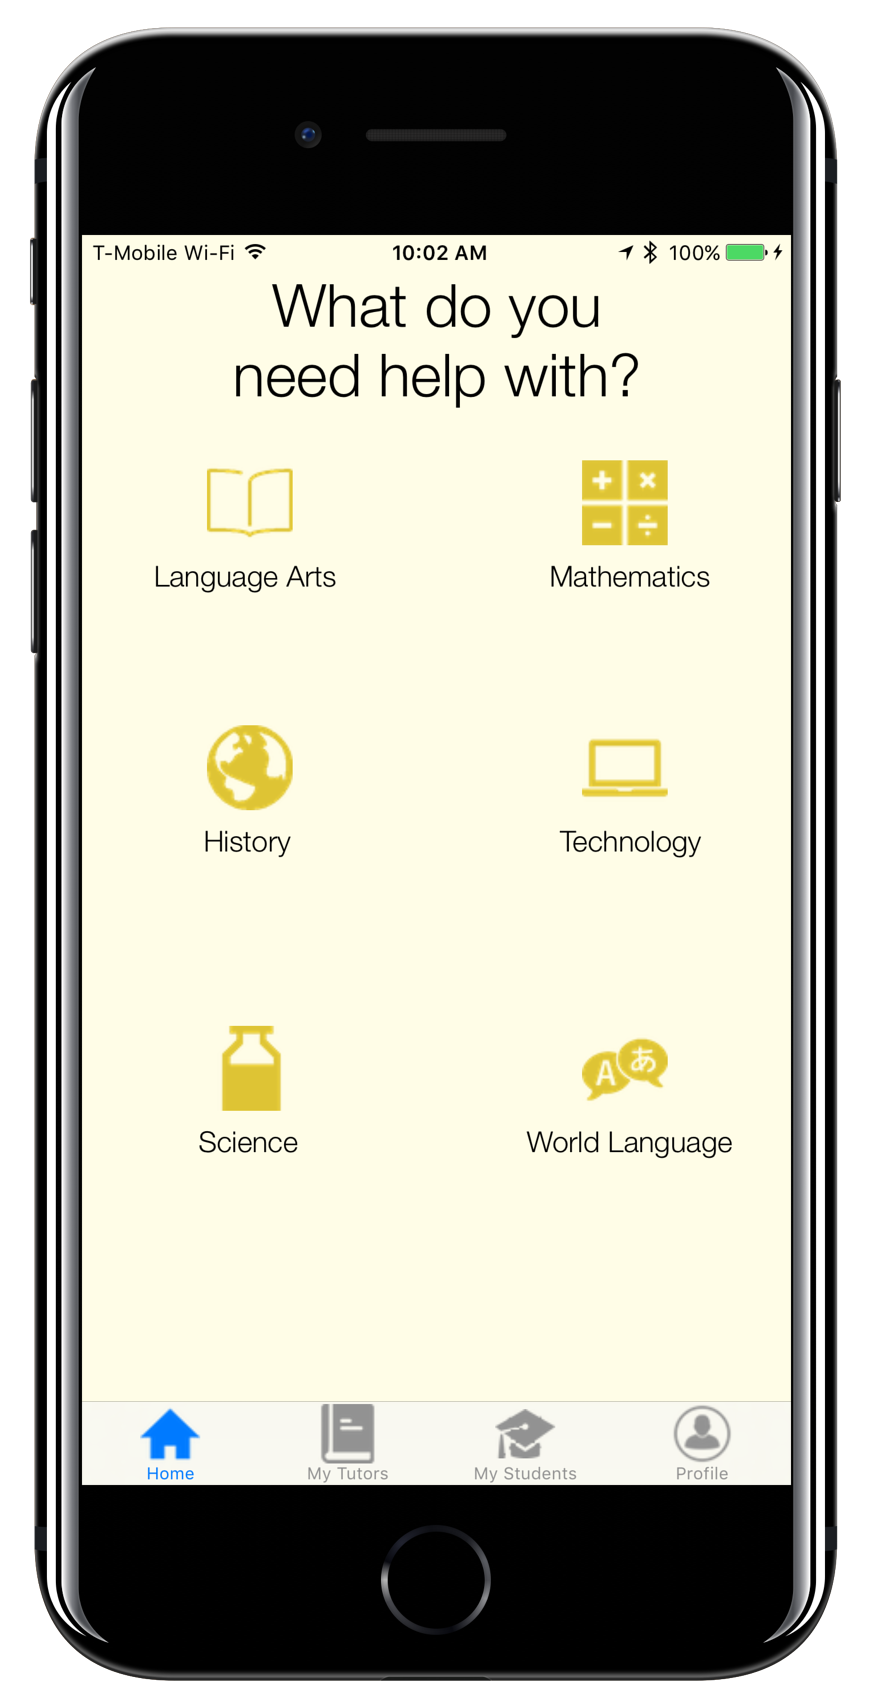 T-Mobile Wi-Fi 10:02 AM 100%
What do you
need help with?
Language Arts Mathematics
History Technology
A あ
Science World Language
Home My Tutors My Students Profile